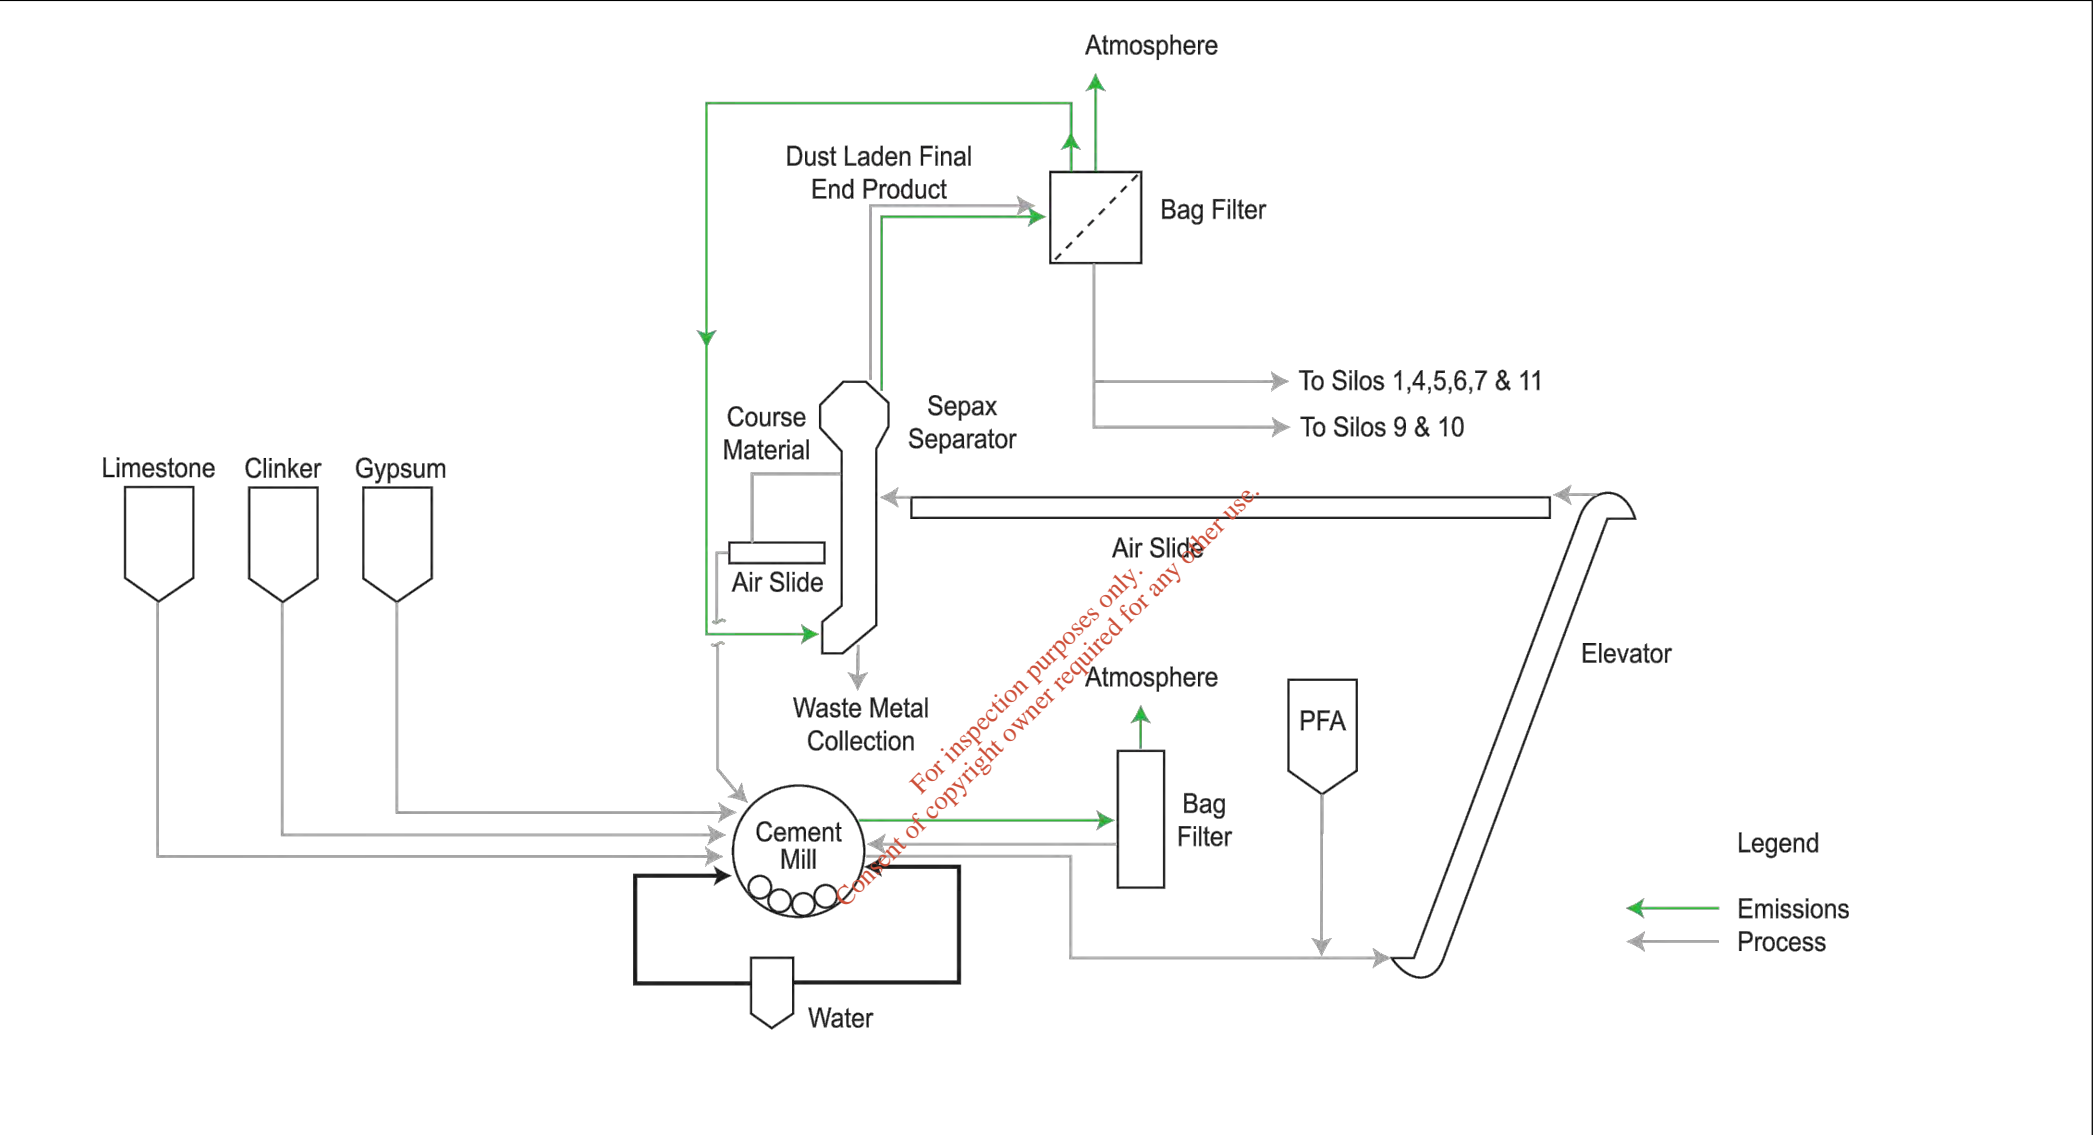 Atmosphere
Dust Laden Final
End Product
Bag Filter
To Silos 1,4,5,6,7 & 11
To Silos 9 & 10
Course
Material
Sepax
Separator
Limestone
Clinker
Gypsum
Air Slide
Air Slide
Elevator
Waste Metal
Collection
Atmosphere
PFA
Bag
Filter
Cement
Mill
Water
Legend
Emissions
Process
For inspection purposes only.
Consent of copyright owner required for any other use.